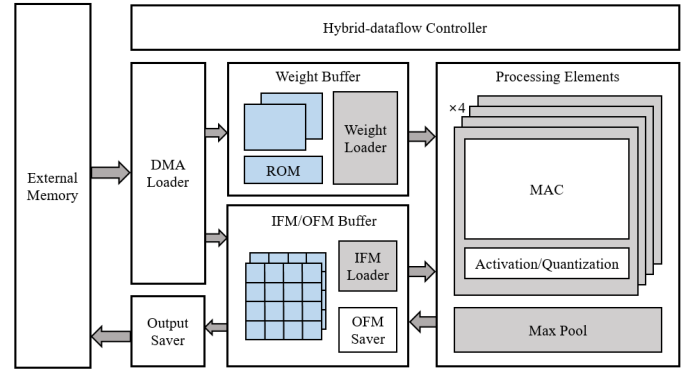 Hybrid-dataflow Controller
External
Memory
DMA
Loader
Weight Buffer
Weight
Loader
ROM
Processing Elements
×4
MAC
Activation/Quantization
Max Pool
IFM/OFM Buffer
IFM
Loader
OFM
Saver
Output
Saver